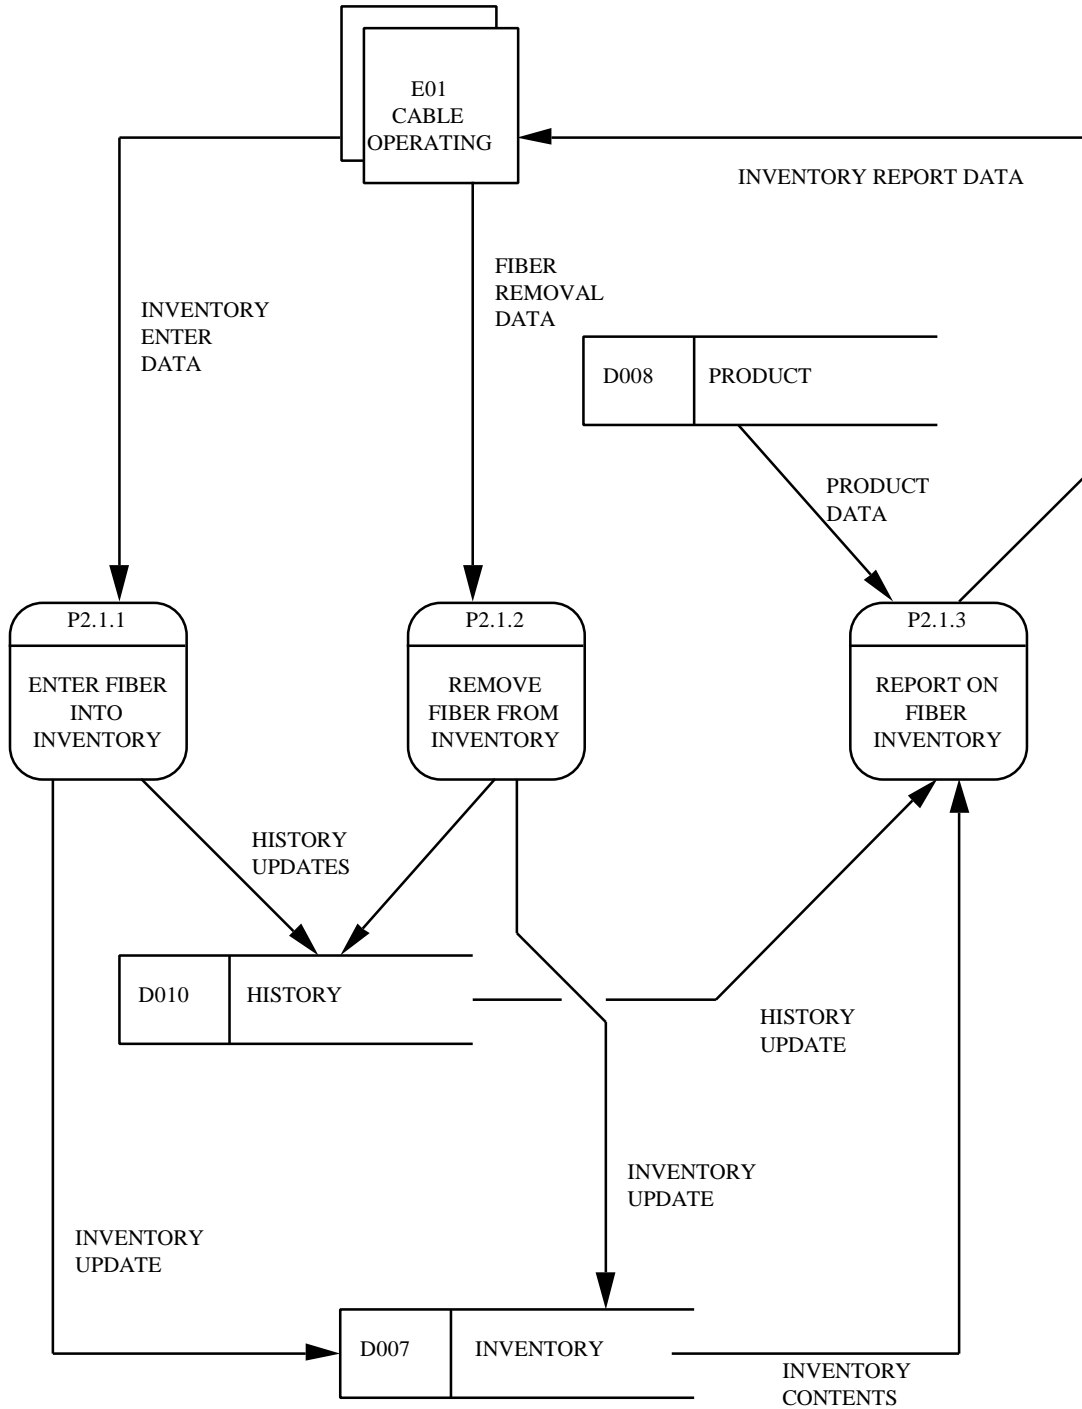 E01
CABLE
OPERATING
INVENTORY REPORT DATA
FIBER
REMOVAL
DATA
INVENTORY
ENTER
DATA
D008
PRODUCT
PRODUCT
DATA
P2.1.1
ENTER FIBER
INTO
INVENTORY
P2.1.2
REMOVE
FIBER FROM
INVENTORY
P2.1.3
REPORT ON
FIBER
INVENTORY
HISTORY
UPDATES
D010
HISTORY
HISTORY
UPDATE
INVENTORY
UPDATE
INVENTORY
UPDATE
D007
INVENTORY
INVENTORY
CONTENTS